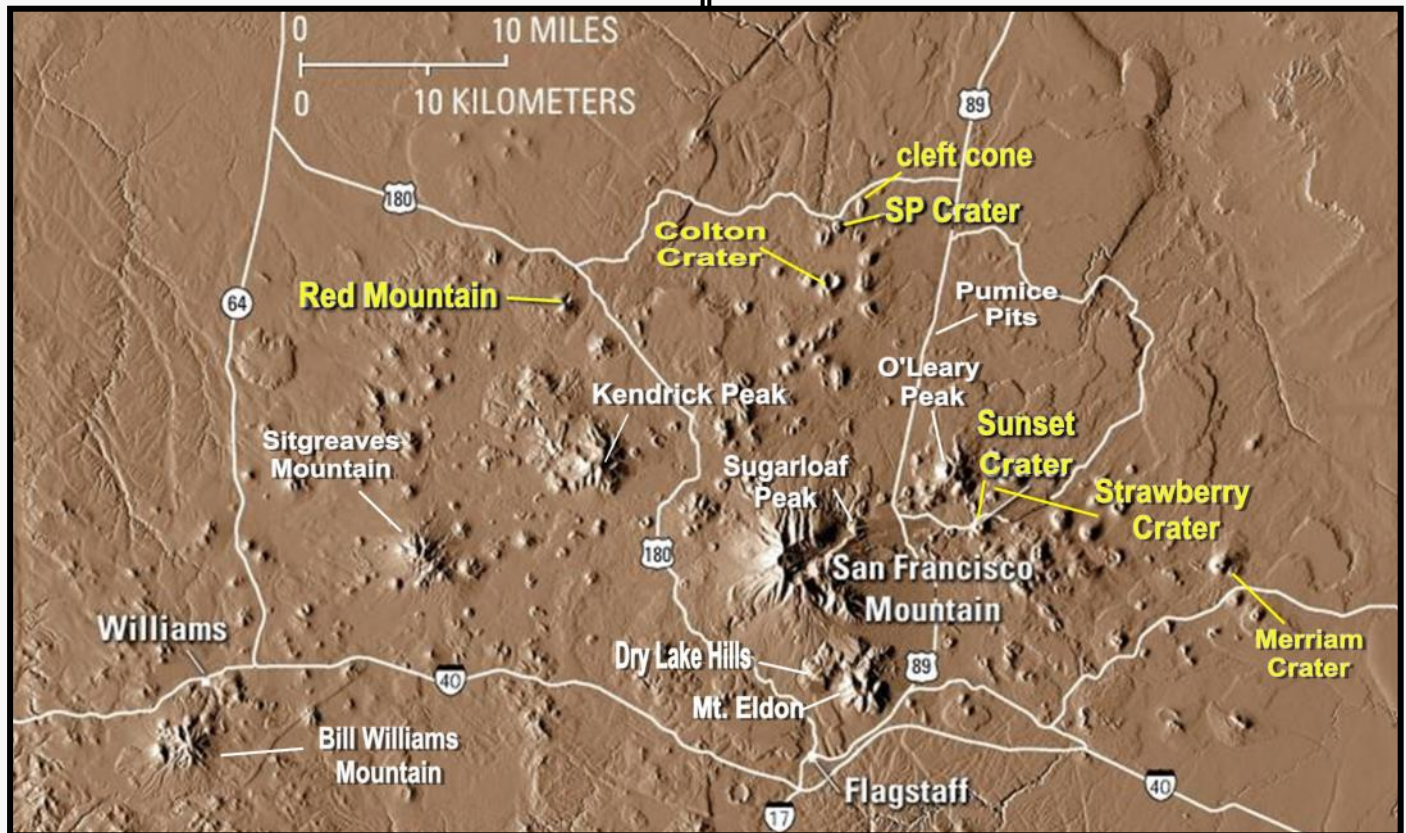 0 10 MILES
0 10 KILOMETERS
89
cleft cone
180
SP Crater
Colton
Crater
Red Mountain
64
Pumice
Pits
O'Leary
Peak
Kendrick Peak
Sunset
Crater
Sitgreaves
Mountain
Sugarloaf
Peak
Strawberry
Crater
180
San Francisco
Mountain
Williams
Merriam
Crater
Dry Lake Hills
89
40
Mt. Eldon
Bill Williams
Mountain
Flagstaff
40
17